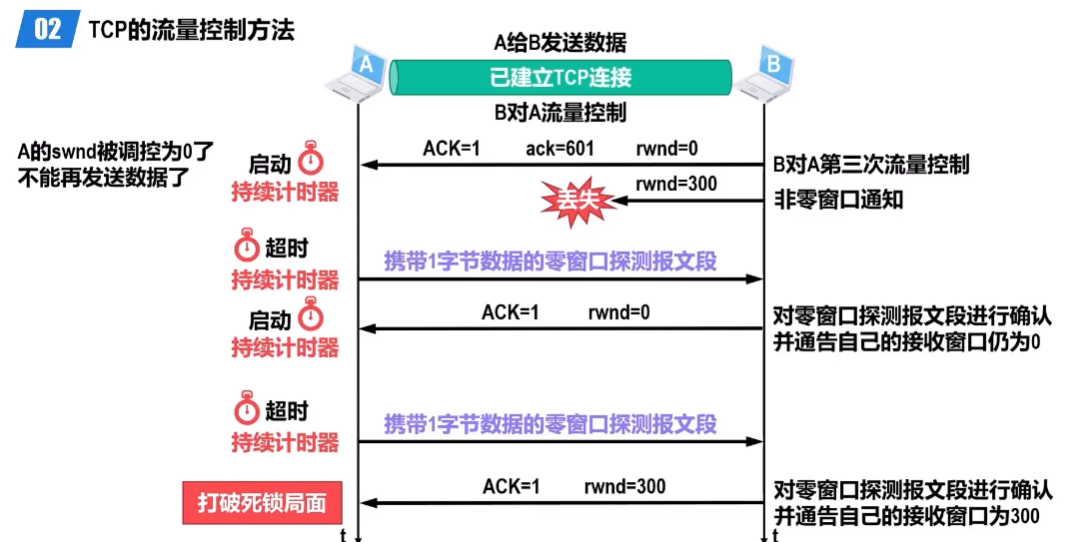 02 TCP的流量控制方法
A给B发送数据
A
已建立TCP连接
B
B对A流量控制
A的swnd被调控为0了
不能再发送数据了
启动
持续计时器
ACK=1 ack=601 rwnd=0
B对A第三次流量控制
丢失
rwnd=300
非零窗口通知
超时
持续计时器
携带1字节数据的零窗口探测报文段
启动
持续计时器
ACK=1 rwnd=0
对零窗口探测报文段进行确认
并通告自己的接收窗口仍为0
超时
持续计时器
携带1字节数据的零窗口探测报文段
打破死锁局面
ACK=1 rwnd=300
对零窗口探测报文段进行确认
并通告自己的接收窗口为300
t
t